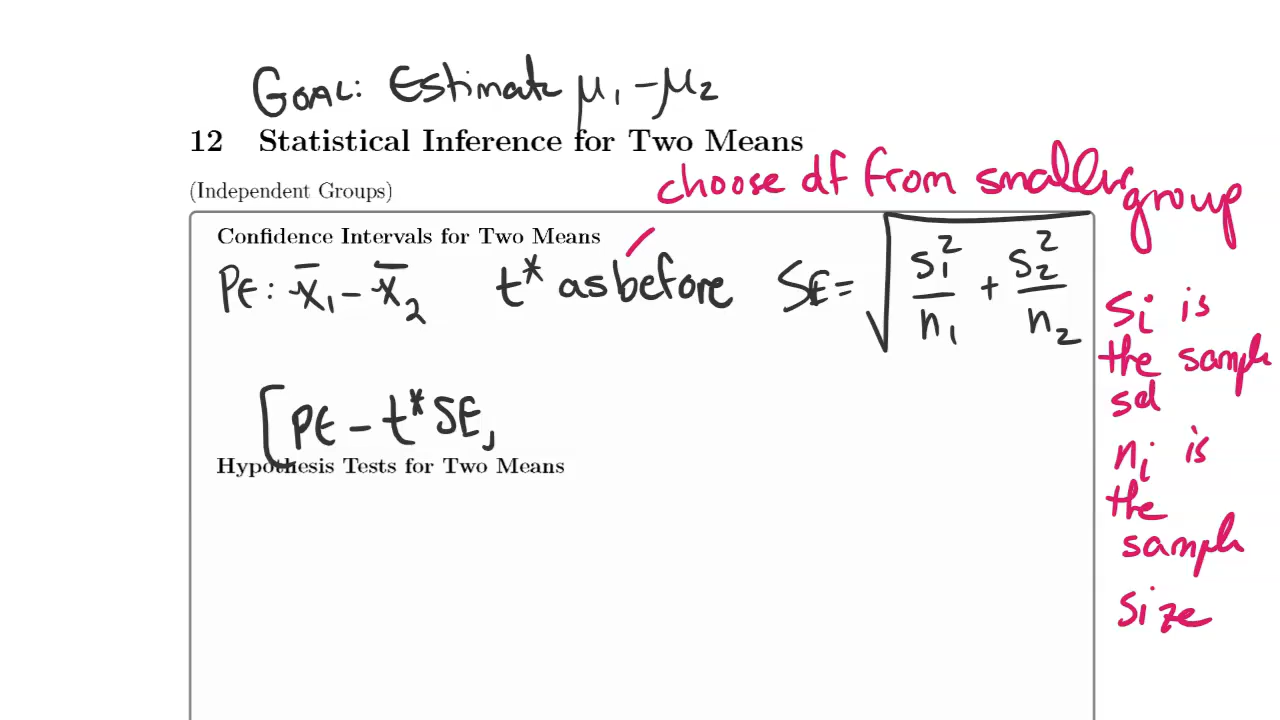 GOAL: Estimate μ₁ − μ₂
12 Statistical Inference for Two Means
choose df from smaller group
(Independent Groups)
Confidence Intervals for Two Means
PE: x̄₁ − x̄₂ t* as before SE = √(s₁²/n₁ + s₂²/n₂)
sᵢ is
the sample
sd
[PE − t* SE,
nᵢ is
the
sample
size
Hypothesis Tests for Two Means